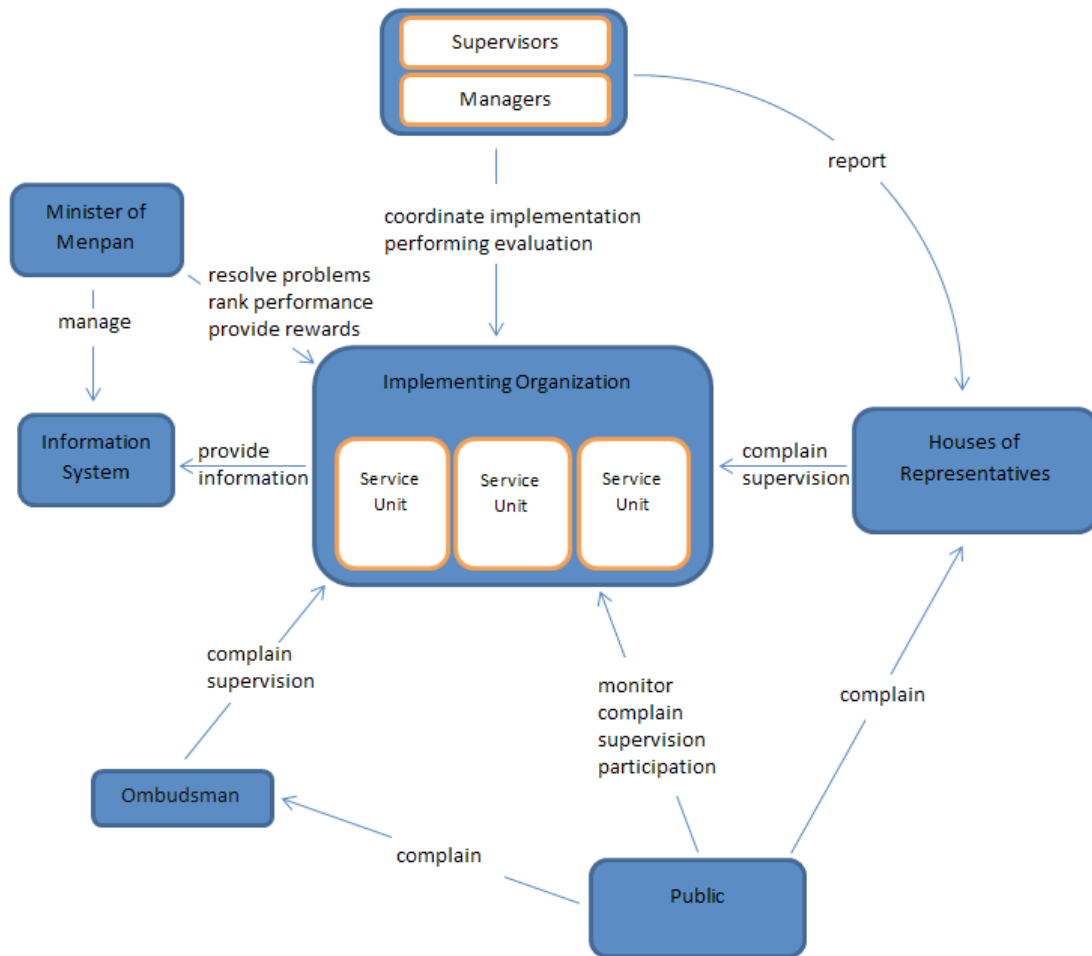 Supervisors
Managers
report
Minister of
Menpan
coordinate implementation
performing evaluation
resolve problems
rank performance
provide rewards
manage
Implementing Organization
Information
System
provide
information
Service
Unit
Service
Unit
Service
Unit
complain
supervision
Houses of
Representatives
complain
supervision
monitor
complain
supervision
participation
complain
Ombudsman
complain
Public